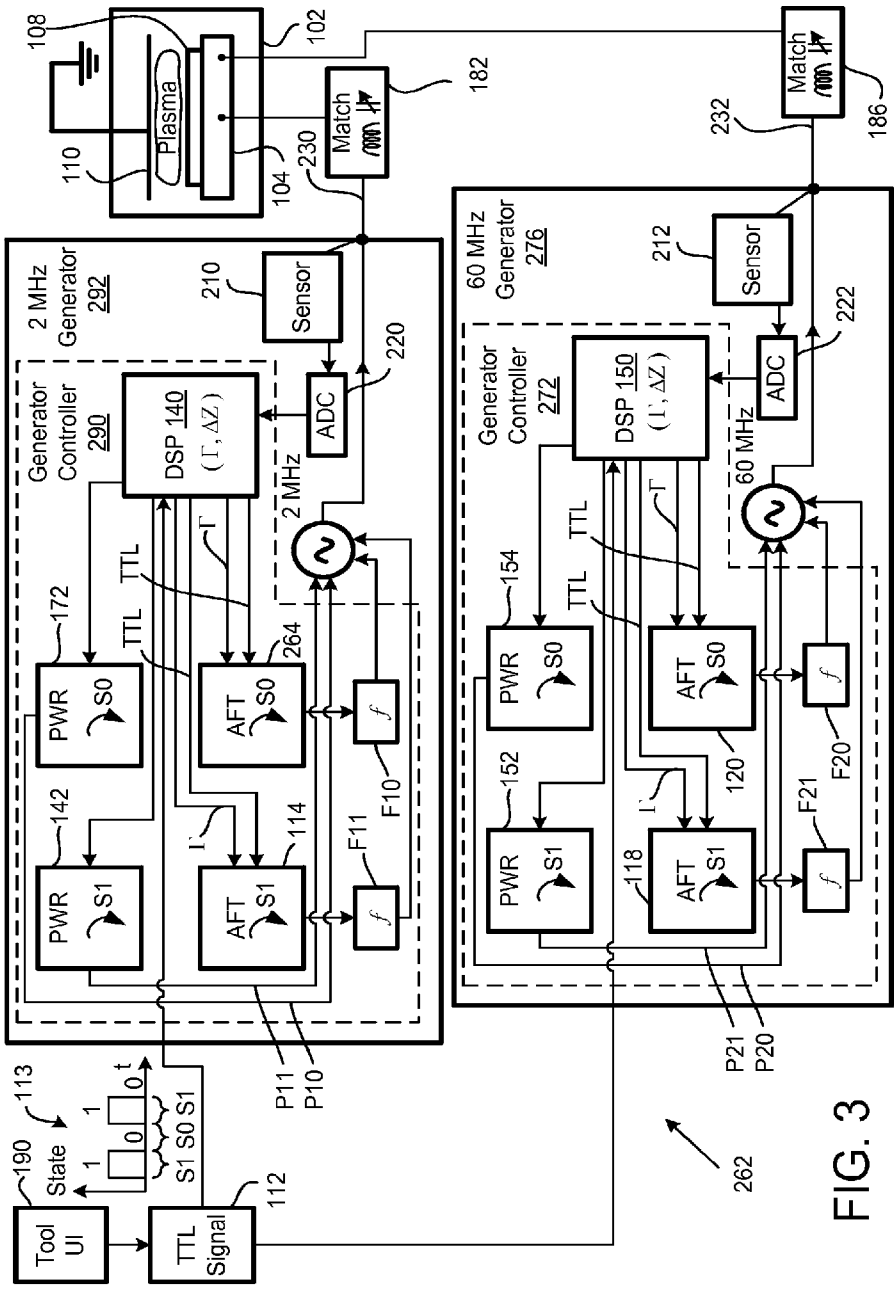 190
Tool
UI
State
113
1
0
1
0
t
S1 S0 S1
TTL
Signal
112
2 MHz
Generator
292
Generator
Controller
290
142
PWR
S1
172
PWR
S0
DSP 140
(Γ, ΔZ)
TTL
TTL
Γ
Γ
AFT
S1
114
AFT
S0
264
f
F11
f
F10
P11
P10
2 MHz
ADC
220
Sensor
210
230
Match
182
110
Plasma
104
108
102
60 MHz
Generator
276
Generator
Controller
272
152
PWR
S1
154
PWR
S0
DSP 150
(Γ, ΔZ)
TTL
TTL
Γ
Γ
118
AFT
S1
AFT
S0
120
f
F21
f
F20
P21
P20
60 MHz
ADC
222
Sensor
212
232
Match
186
262
FIG. 3